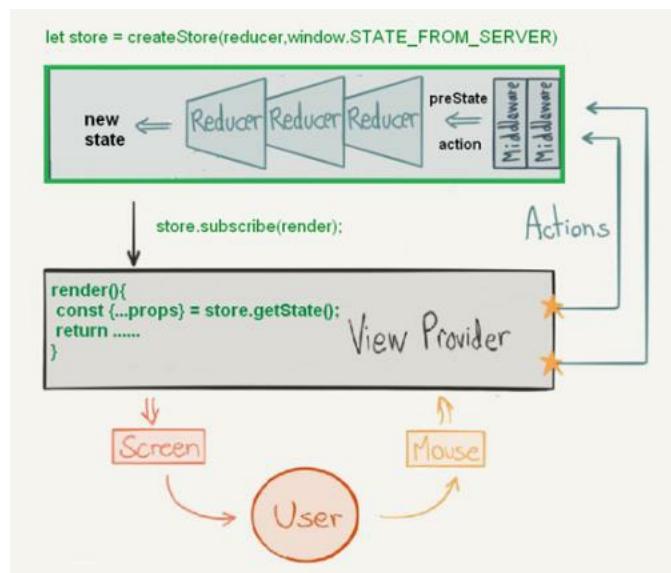 let store = createStore(reducer,window.STATE_FROM_SERVER)
new
state
Reducer
Reducer
Reducer
preState
action
Middleware
Middleware
store.subscribe(render);
Actions
render(){
const {...props} = store.getState();
return ......
}
View Provider
Screen
Mouse
User